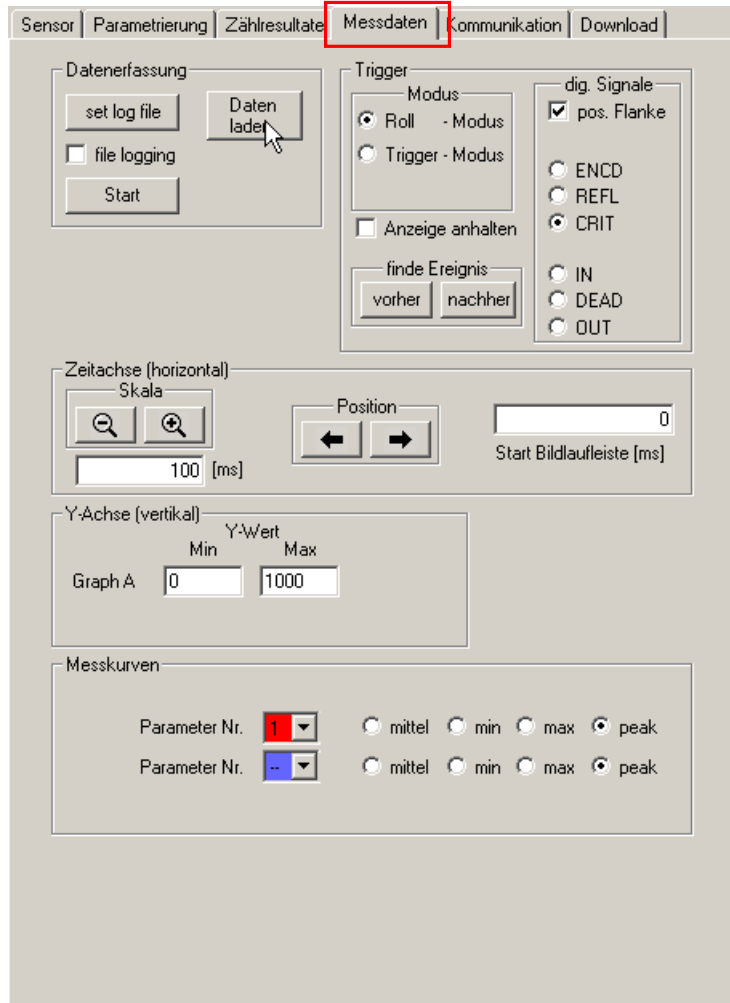 Sensor Parametrierung Zählresultate Messdaten Kommunikation Download
Datenerfassung
set log file
Daten
laden
file logging
Start
Trigger
Modus
Roll - Modus
Trigger - Modus
Anzeige anhalten
finde Ereignis
vorher nachher
dig. Signale
pos. Flanke
ENCD
REFL
CRIT
IN
DEAD
OUT
Zeitachse (horizontal)
Skala
100 [ms]
Position
0
Start Bildlaufleiste [ms]
Y-Achse (vertikal)
Y-Wert
Min Max
Graph A 0 1000
Messkurven
Parameter Nr. 1 mittel min max peak
Parameter Nr. -- mittel min max peak